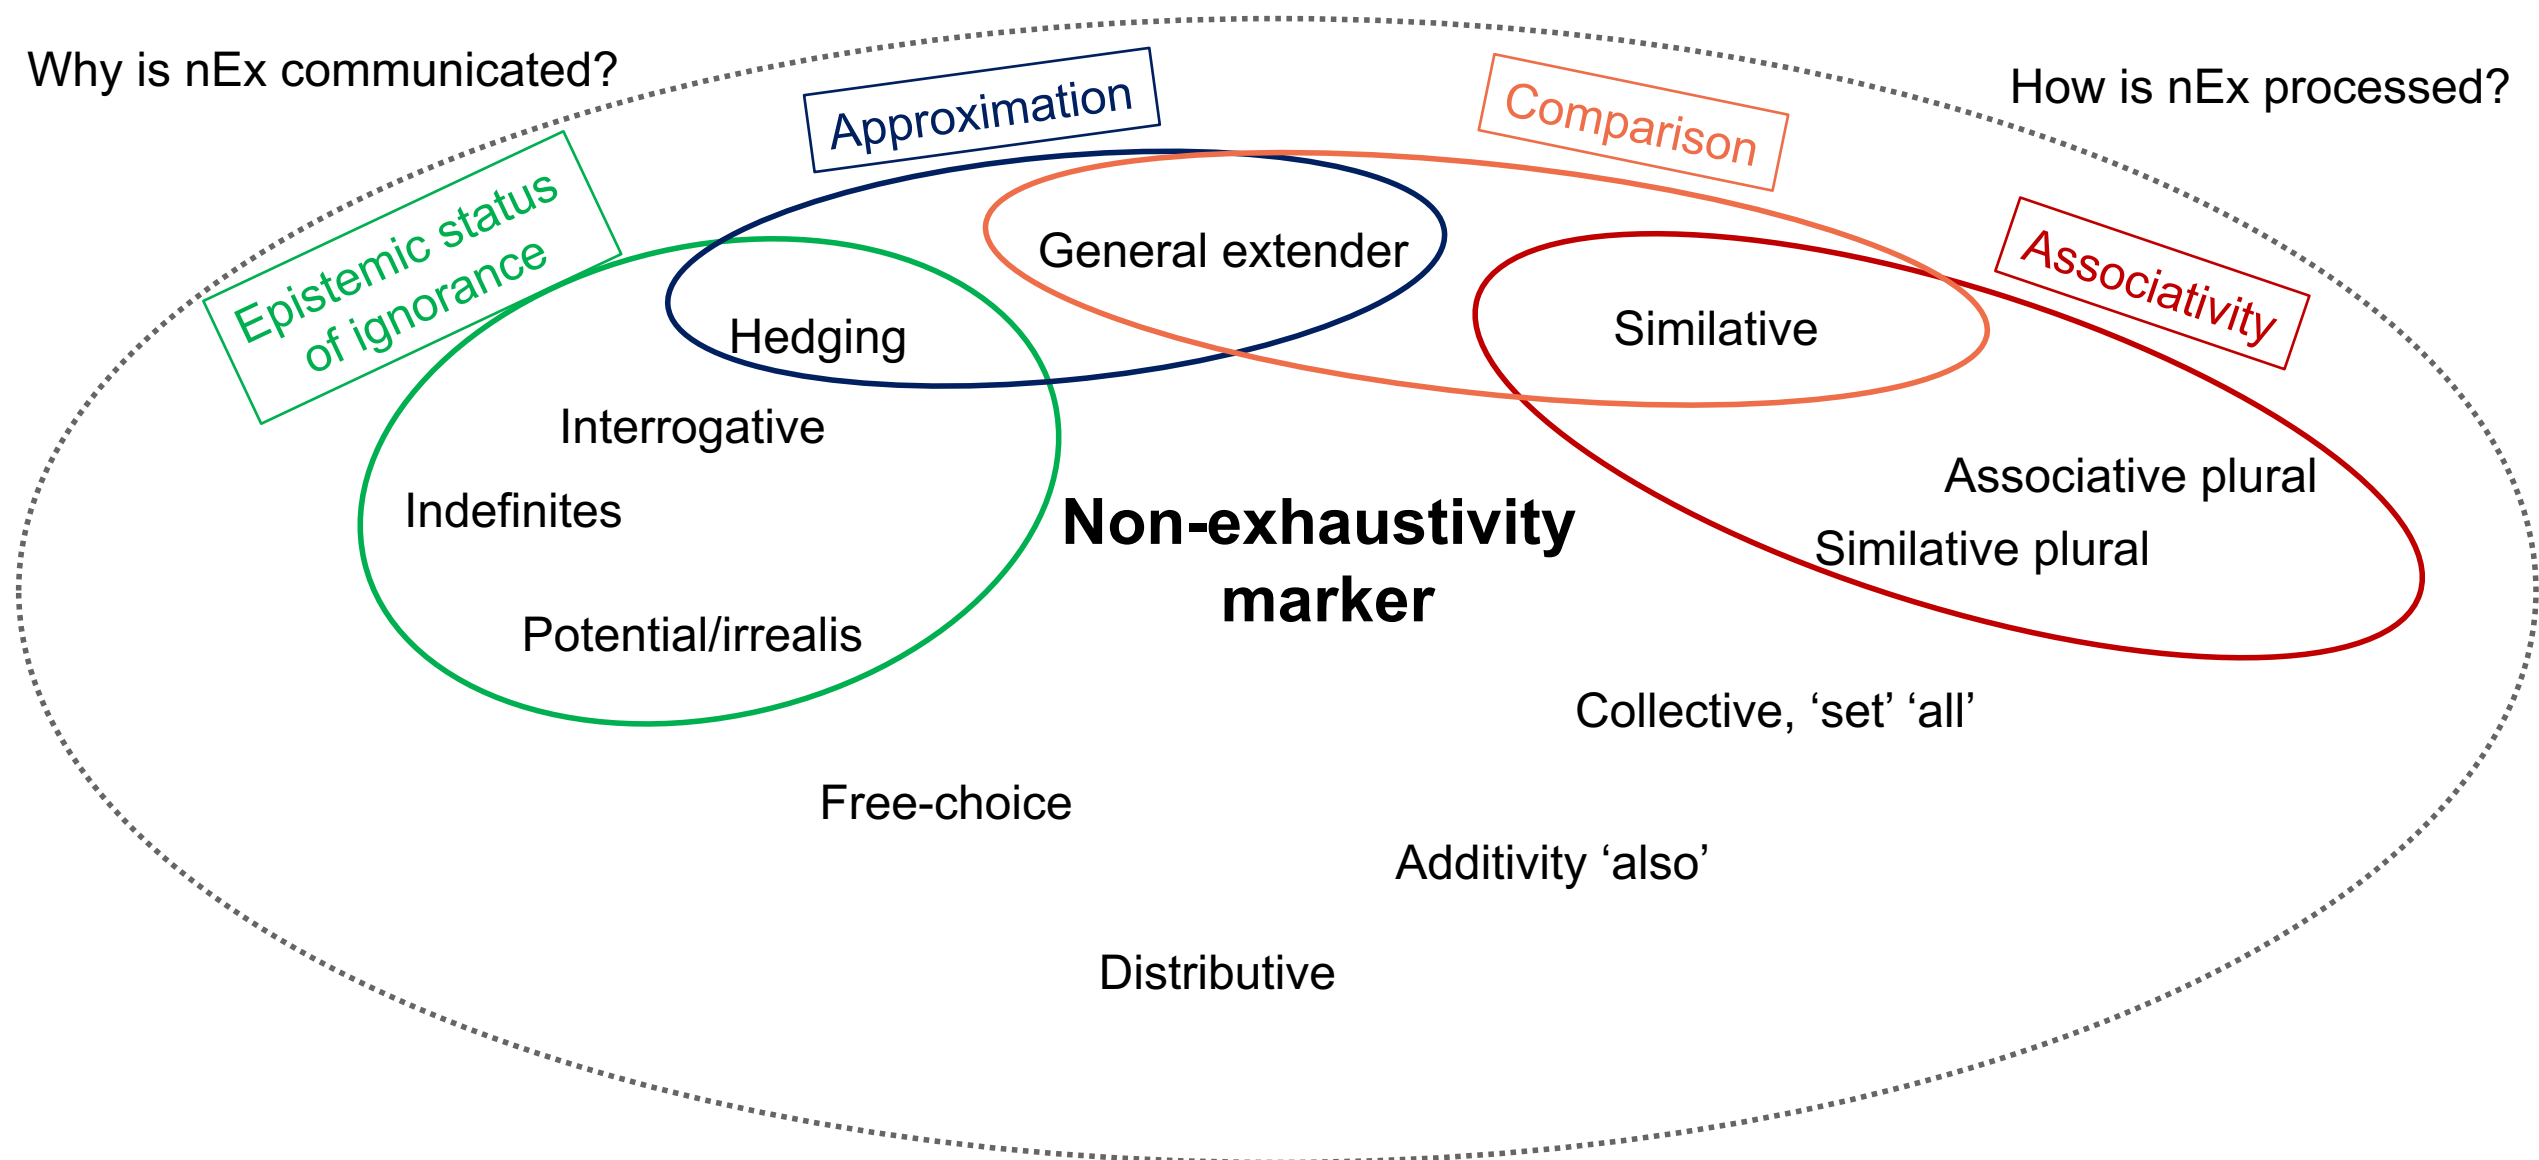 Why is nEx communicated?
How is nEx processed?
Approximation
Comparison
Epistemic status
of ignorance
Associativity
General extender
Hedging
Similative
Interrogative
Associative plural
Indefinites
Non-exhaustivity
marker
Similative plural
Potential/irrealis
Collective, ‘set’ ‘all’
Free-choice
Additivity ‘also’
Distributive